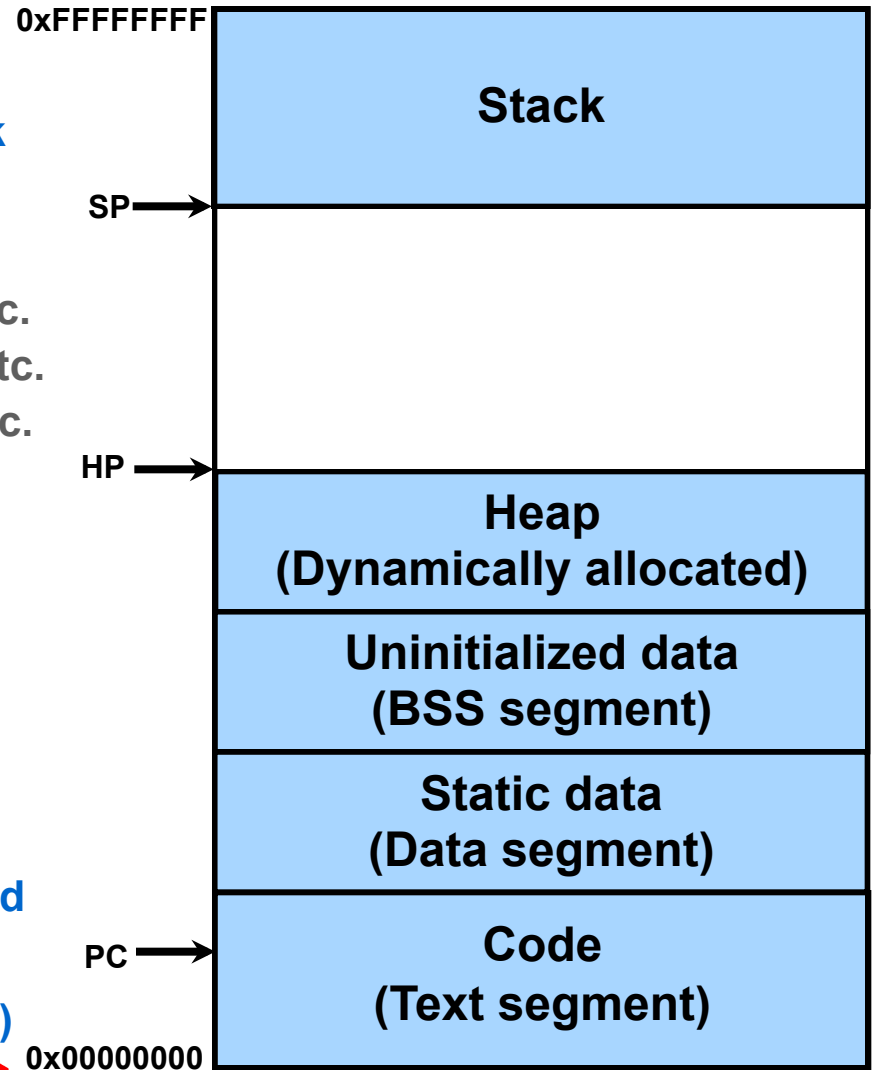 0xFFFFFFFF
Stack
k
SP
c.
tc.
c.
HP
Heap
(Dynamically allocated)
Uninitialized data
(BSS segment)
Static data
(Data segment)
d
PC
Code
(Text segment)
)
0x00000000